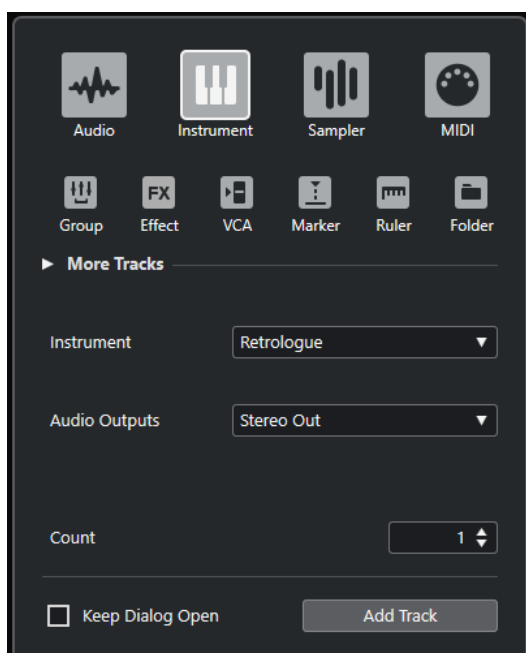 Audio Instrument Sampler MIDI
FX
Group Effect VCA Marker Ruler Folder
More Tracks
Instrument Retrologue
Audio Outputs Stereo Out
Count 1
Keep Dialog Open Add Track